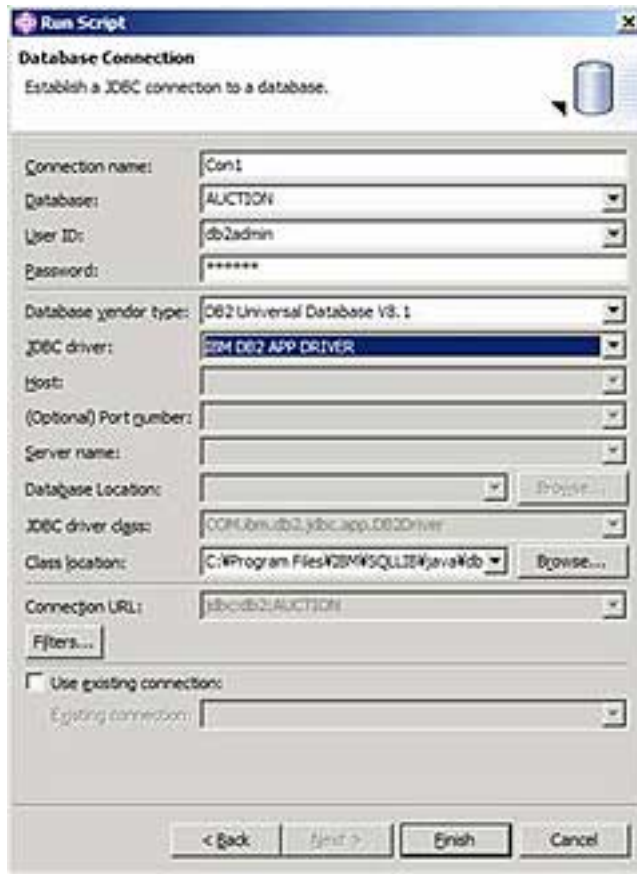 Run Script
Database Connection
Establish a JDBC connection to a database.
Connection name: Con1
Database: AUCTION
User ID: db2admin
Password: ******
Database vendor type: DB2 Universal Database V8.1
JDBC driver: IBM DB2 APP DRIVER
Host:
(Optional) Port number:
Server name:
Database Location: Browse...
JDBC driver class: COM.ibm.db2.jdbc.app.DB2Driver
Class location: C:¥Program Files¥IBM¥SQLLIB¥java¥db Browse...
Connection URL: jdbc:db2:AUCTION
Filters...
Use existing connection:
Existing connection:
< Back Next > Finish Cancel